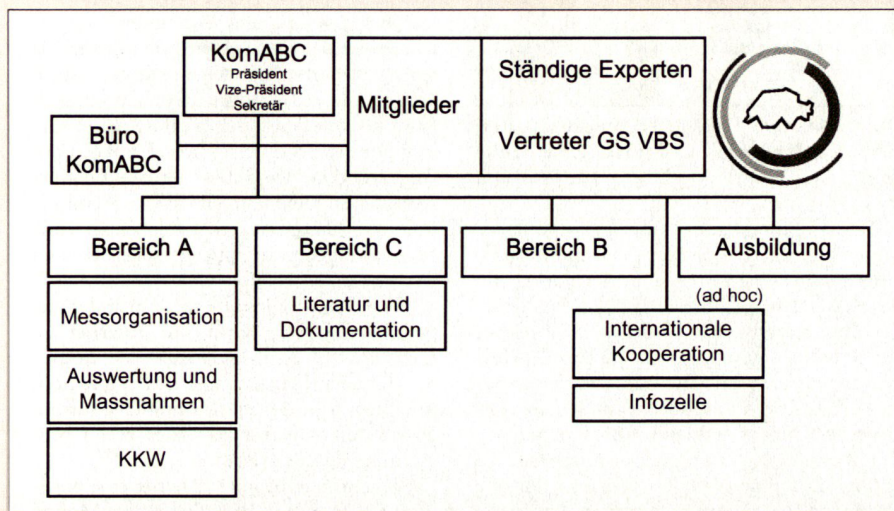 KomABC
Präsident
Vize-Präsident
Sekretär
Mitglieder
Ständige Experten
Vertreter GS VBS
Büro
KomABC
Bereich A
Bereich C
Bereich B
Ausbildung
Messorganisation
Literatur und
Dokumentation
(ad hoc)
Internationale
Kooperation
Auswertung und
Massnahmen
Infozelle
KKW